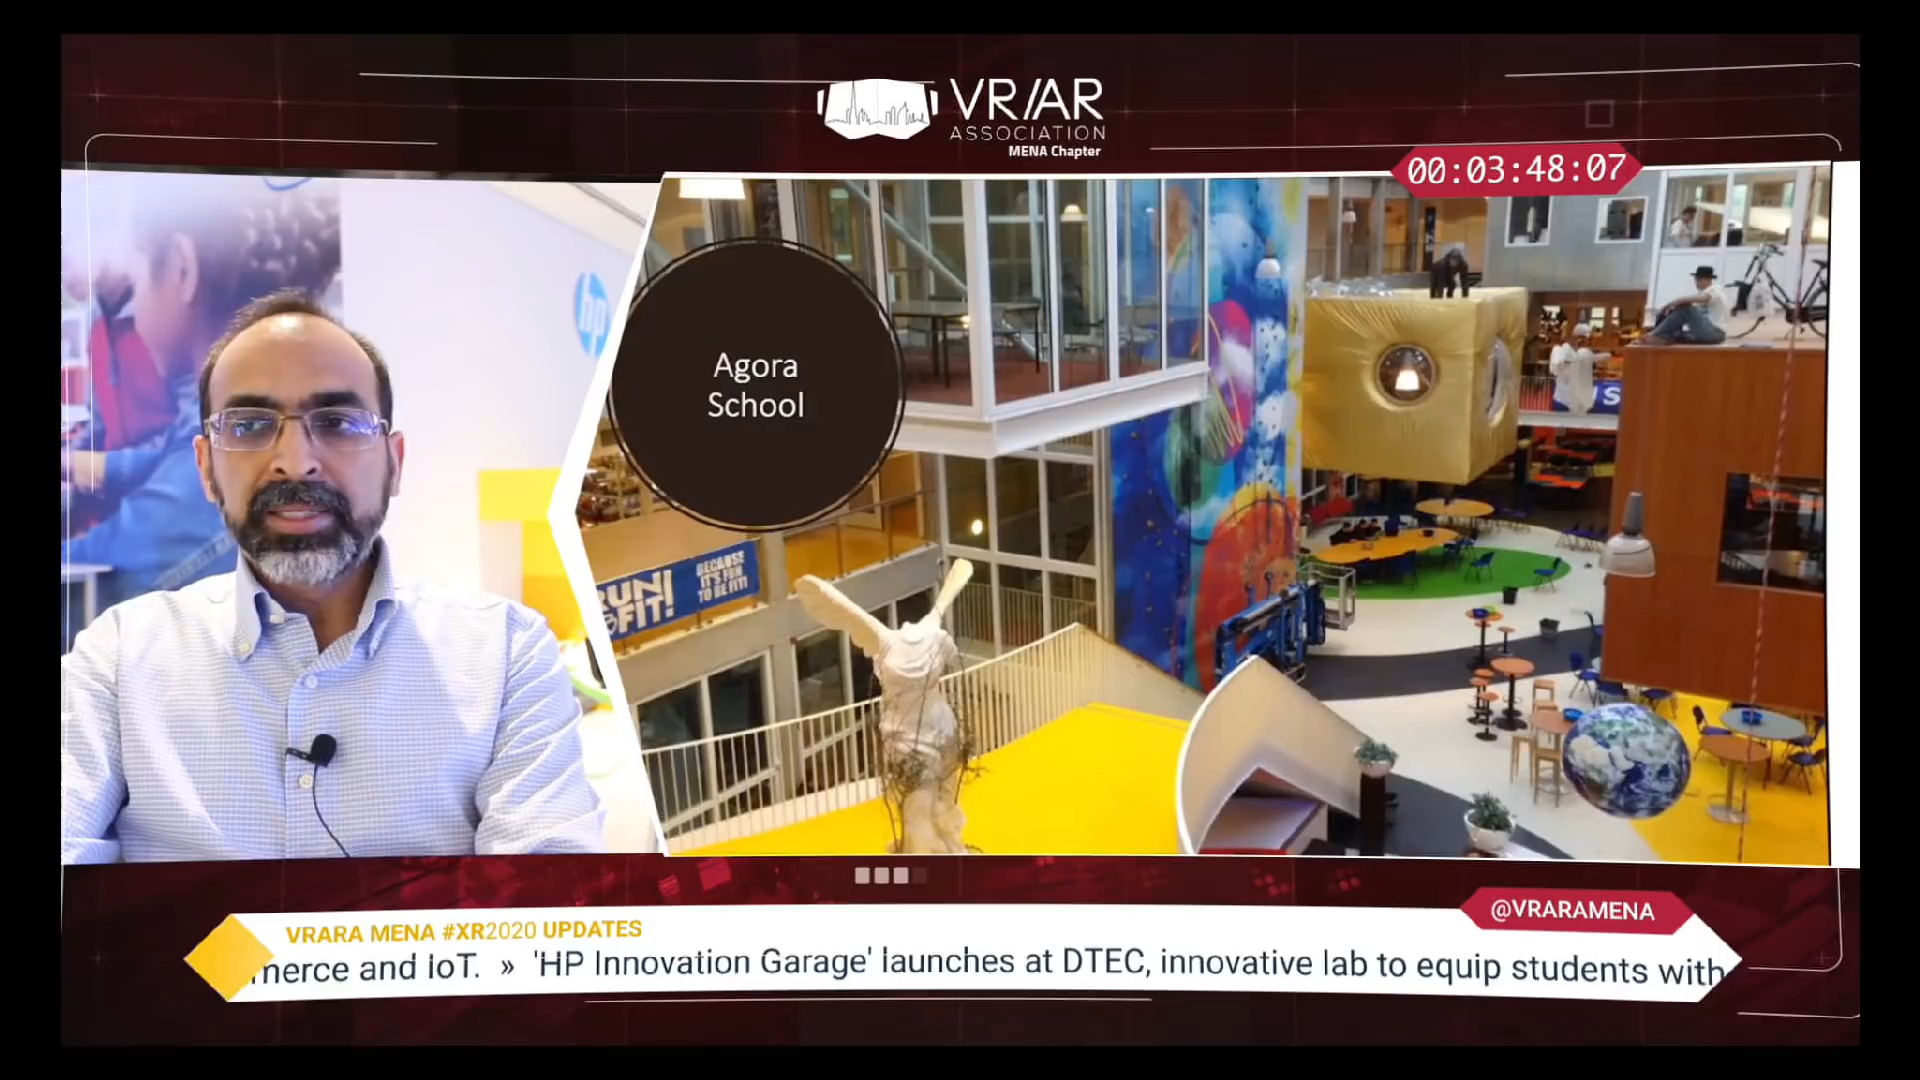 VR/AR
ASSOCIATION
MENA Chapter
00:03:48:07
hp
Agora
School
RUN!
FIT!
BECAUSE
IT'S FUN
TO BE FIT!
@VRARAMENA
VRARA MENA #XR2020 UPDATES
merce and IoT. » 'HP Innovation Garage' launches at DTEC, innovative lab to equip students with